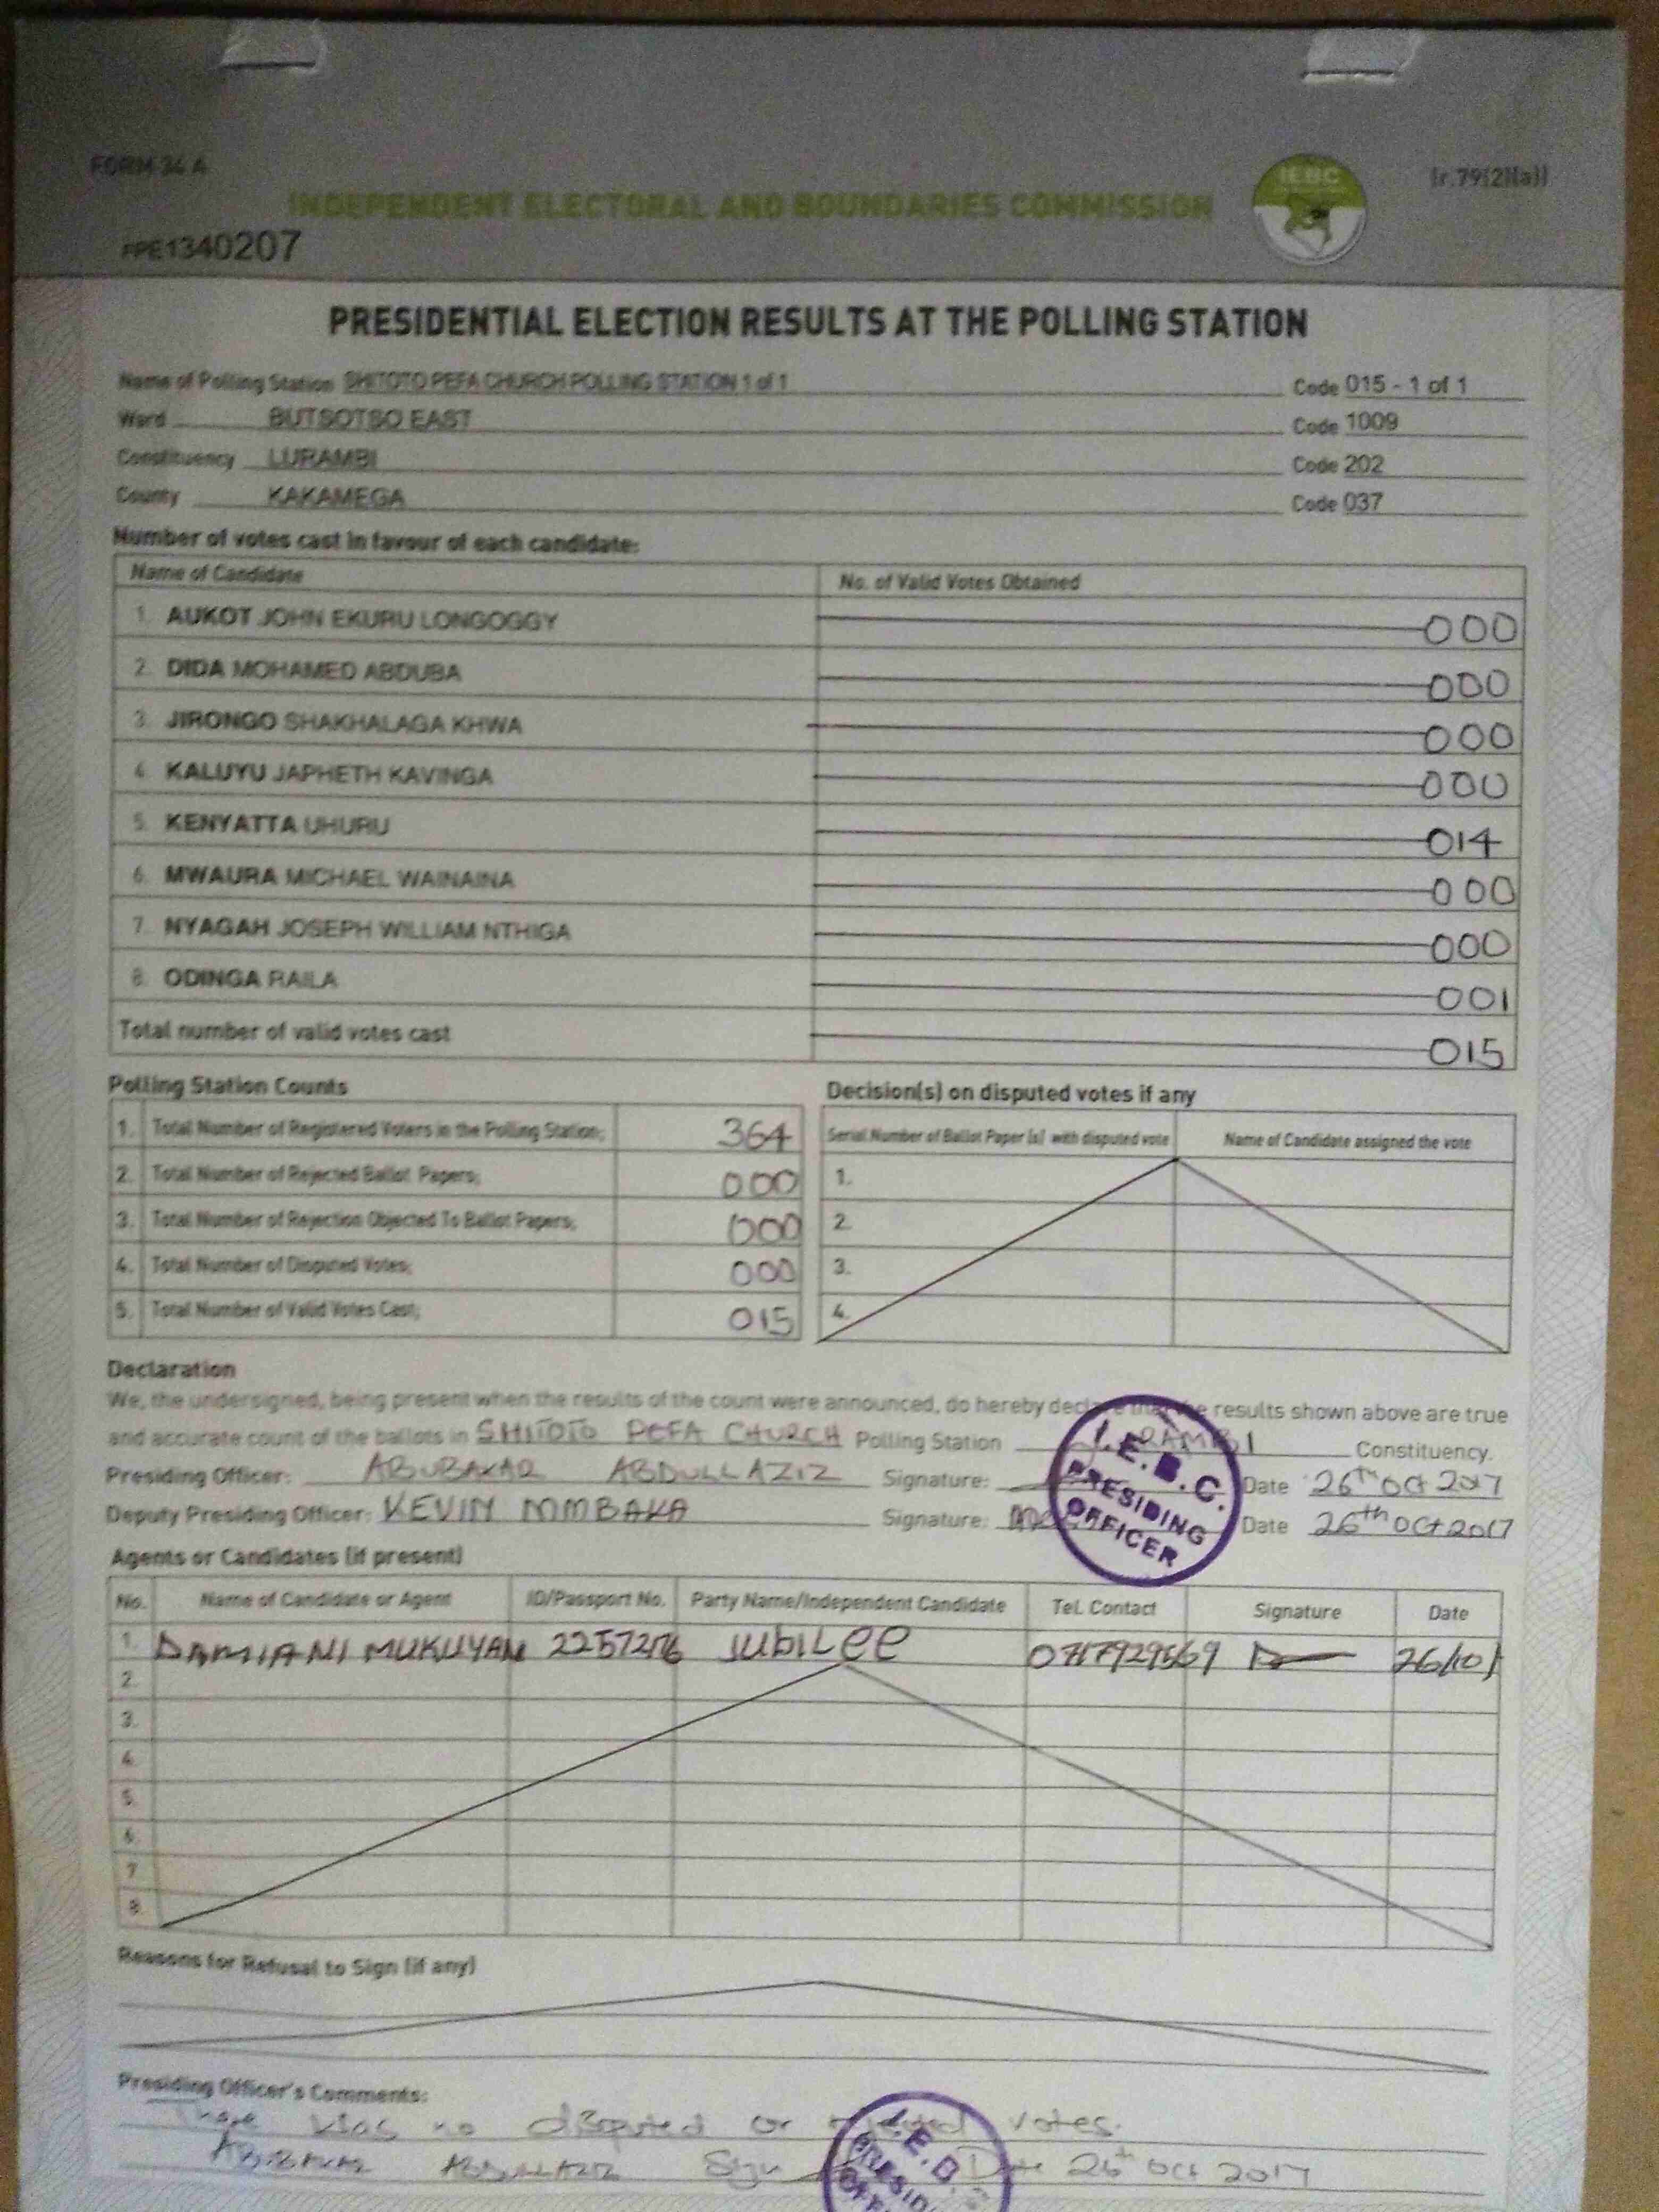 FORM 34 A
IEBC
(r.79(2)(a))
INDEPENDENT ELECTORAL AND BOUNDARIES COMMISSION
FPE1340207
PRESIDENTIAL ELECTION RESULTS AT THE POLLING STATION
Name of Polling Station SHITOTO PEFA CHURCH POLLING STATION 1 of 1 Code 015 - 1 of 1
Ward BUTSOTSO EAST Code 1009
Constituency LURAMBI Code 202
County KAKAMEGA Code 037
Number of votes cast in favour of each candidate:
Name of Candidate No. of Valid Votes Obtained
1. AUKOT JOHN EKURU LONGOGGY 000
2. DIDA MOHAMED ABDUBA 000
3. JIRONGO SHAKHALAGA KHWA 000
4. KALUYU JAPHETH KAVINGA 000
5. KENYATTA UHURU 014
6. MWAURA MICHAEL WAINAINA 000
7. NYAGAH JOSEPH WILLIAM NTHIGA 000
8. ODINGA RAILA 001
Total number of valid votes cast 015
Polling Station Counts
1. Total Number of Registered Voters in the Polling Station; 364
2. Total Number of Rejected Ballot Papers; 000
3. Total Number of Rejection Objected To Ballot Papers; 000
4. Total Number of Disputed Votes; 000
5. Total Number of Valid Votes Cast; 015
Decision(s) on disputed votes if any
Serial Number of Ballot Paper (s) with disputed vote Name of Candidate assigned the vote
1.
2.
3.
4.
Declaration
We, the undersigned, being present when the results of the count were announced, do hereby declare that the results shown above are true
and accurate count of the ballots in SHITOTO PEFA CHURCH Polling Station LURAMBI Constituency.
Presiding Officer: ABUBAKAR ABDULLAZIZ Signature: Date 26th Oct 2017
Deputy Presiding Officer: KEVIN MMBAKA Signature: Date 26th Oct 2017
I.E.B.C.
PRESIDING
OFFICER
Agents or Candidates (if present)
No. Name of Candidate or Agent ID/Passport No. Party Name/Independent Candidate Tel. Contact Signature Date
1. DAMIANI MUKUYAN JUBILEE 26/10/
2.
3.
4.
5.
6.
7
8.
Reasons for Refusal to Sign (if any)
Presiding Officer's Comments:
There was no disputed or rejected votes.
ABUBAKAR ABDULLAZIZ Sign Date 26th Oct 2017